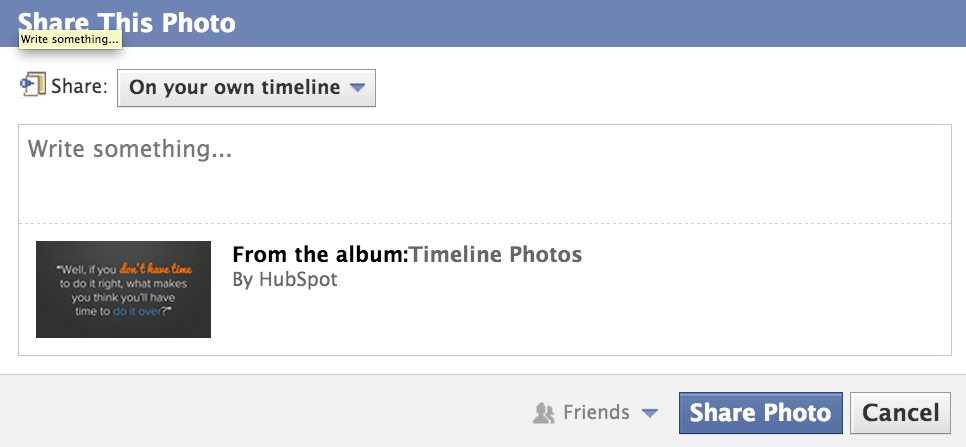 Share This Photo
Write something...
Share: On your own timeline
Write something...
From the album:Timeline Photos
By HubSpot
"Well, if you don't have time
to do it right, what makes
you think you'll have
time to do it over?"
Friends Share Photo Cancel